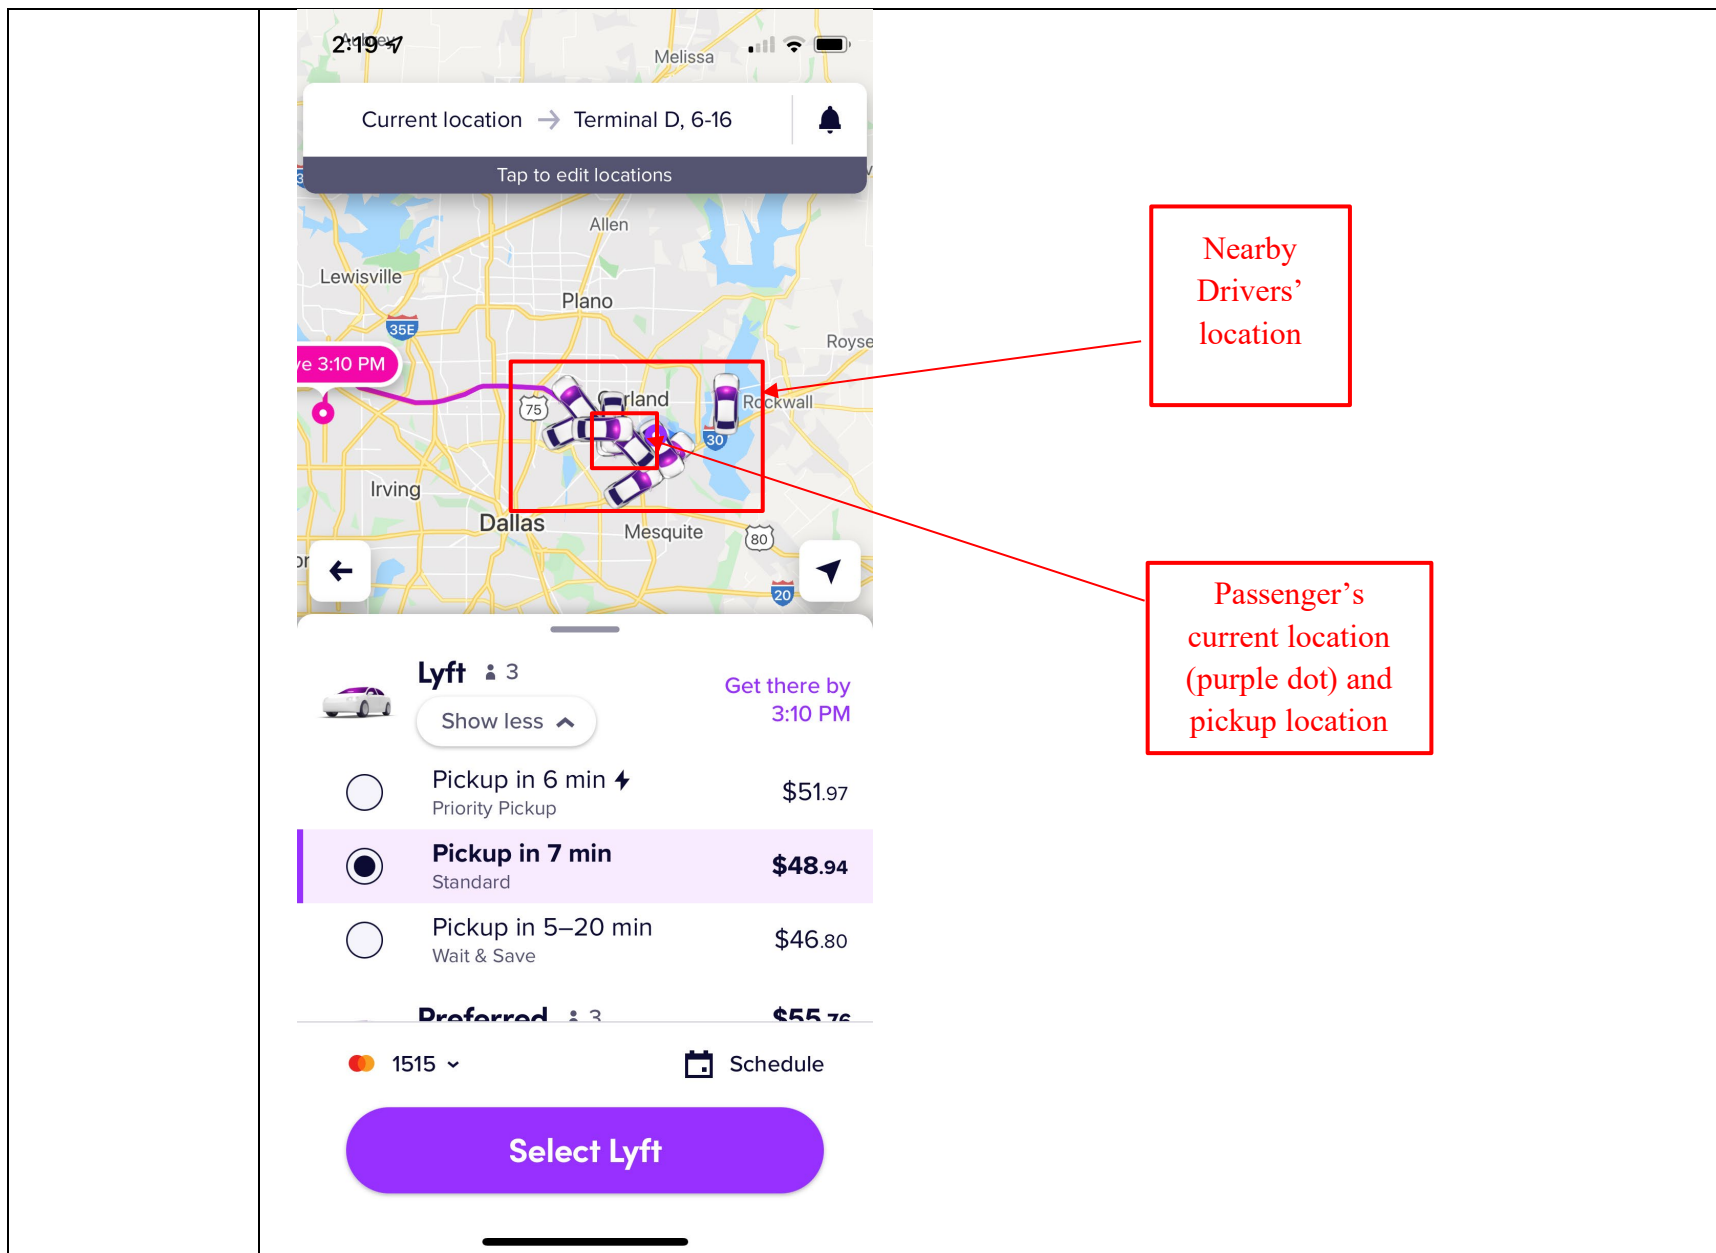 2:19
Melissa
Current location → Terminal D, 6-16
Tap to edit locations
Allen
Lewisville
Plano
35E
Royse
3:10 PM
75
Rockwall
30
Irving
Dallas
Mesquite
80
20
Nearby
Drivers’
location
Passenger’s
current location
(purple dot) and
pickup location
Lyft 3
Get there by
3:10 PM
Show less
Pickup in 6 min
Priority Pickup
$51.97
Pickup in 7 min
Standard
$48.94
Pickup in 5–20 min
Wait & Save
$46.80
Preferred 3
$55.76
1515
Schedule
Select Lyft